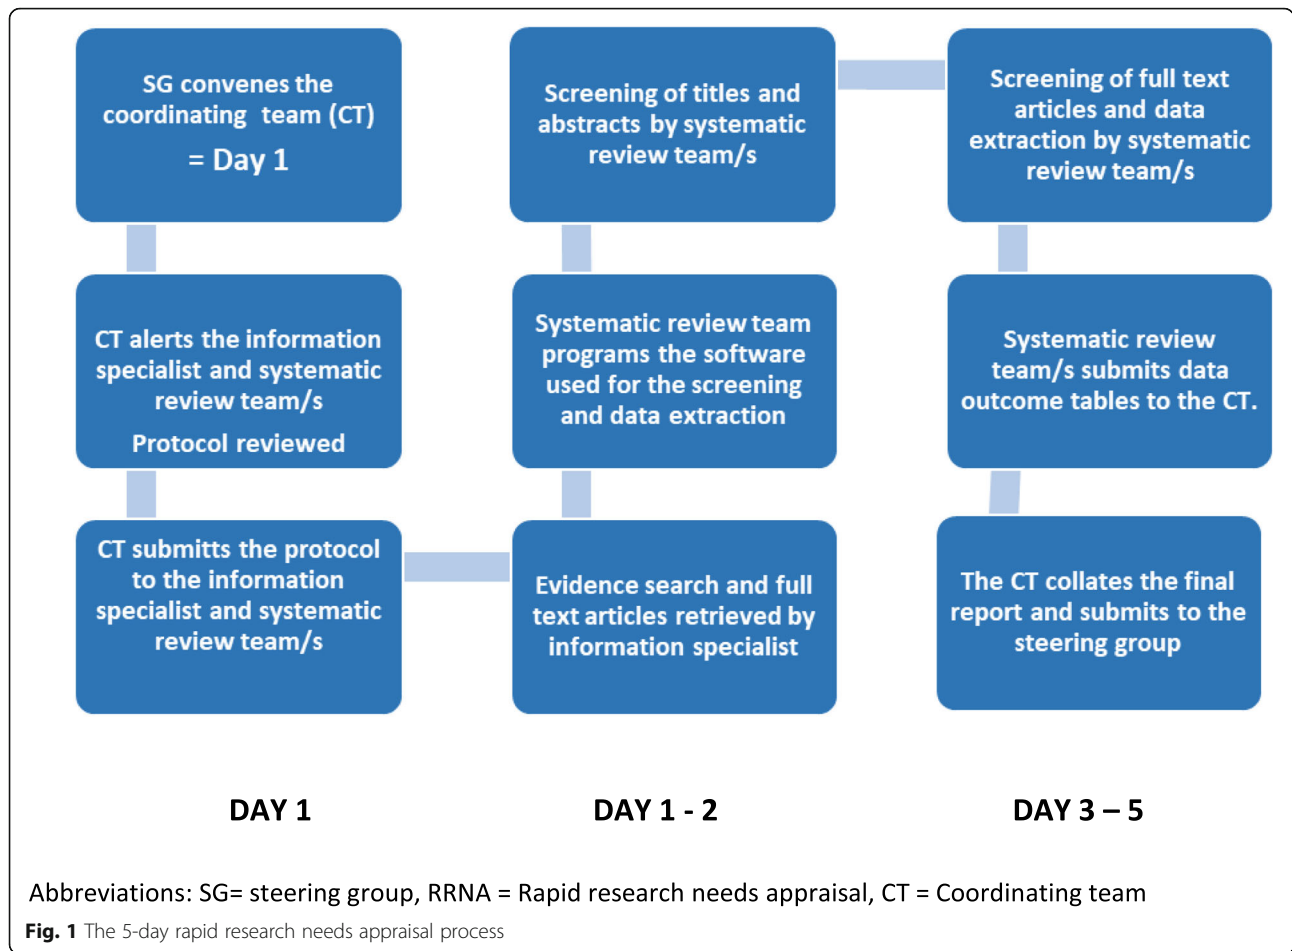 SG convenes the
coordinating team (CT)
= Day 1
CT alerts the information
specialist and systematic
review team/s
Protocol reviewed
CT submitts the protocol
to the information
specialist and systematic
review team/s
Evidence search and full
text articles retrieved by
information specialist
Systematic review team
programs the software
used for the screening
and data extraction
Screening of titles and
abstracts by systematic
review team/s
Screening of full text
articles and data
extraction by systematic
review team/s
Systematic review
team/s submits data
outcome tables to the CT.
The CT collates the final
report and submits to the
steering group
DAY 1
DAY 1 - 2
DAY 3 – 5
Abbreviations: SG= steering group, RRNA = Rapid research needs appraisal, CT = Coordinating team
Fig. 1 The 5-day rapid research needs appraisal process